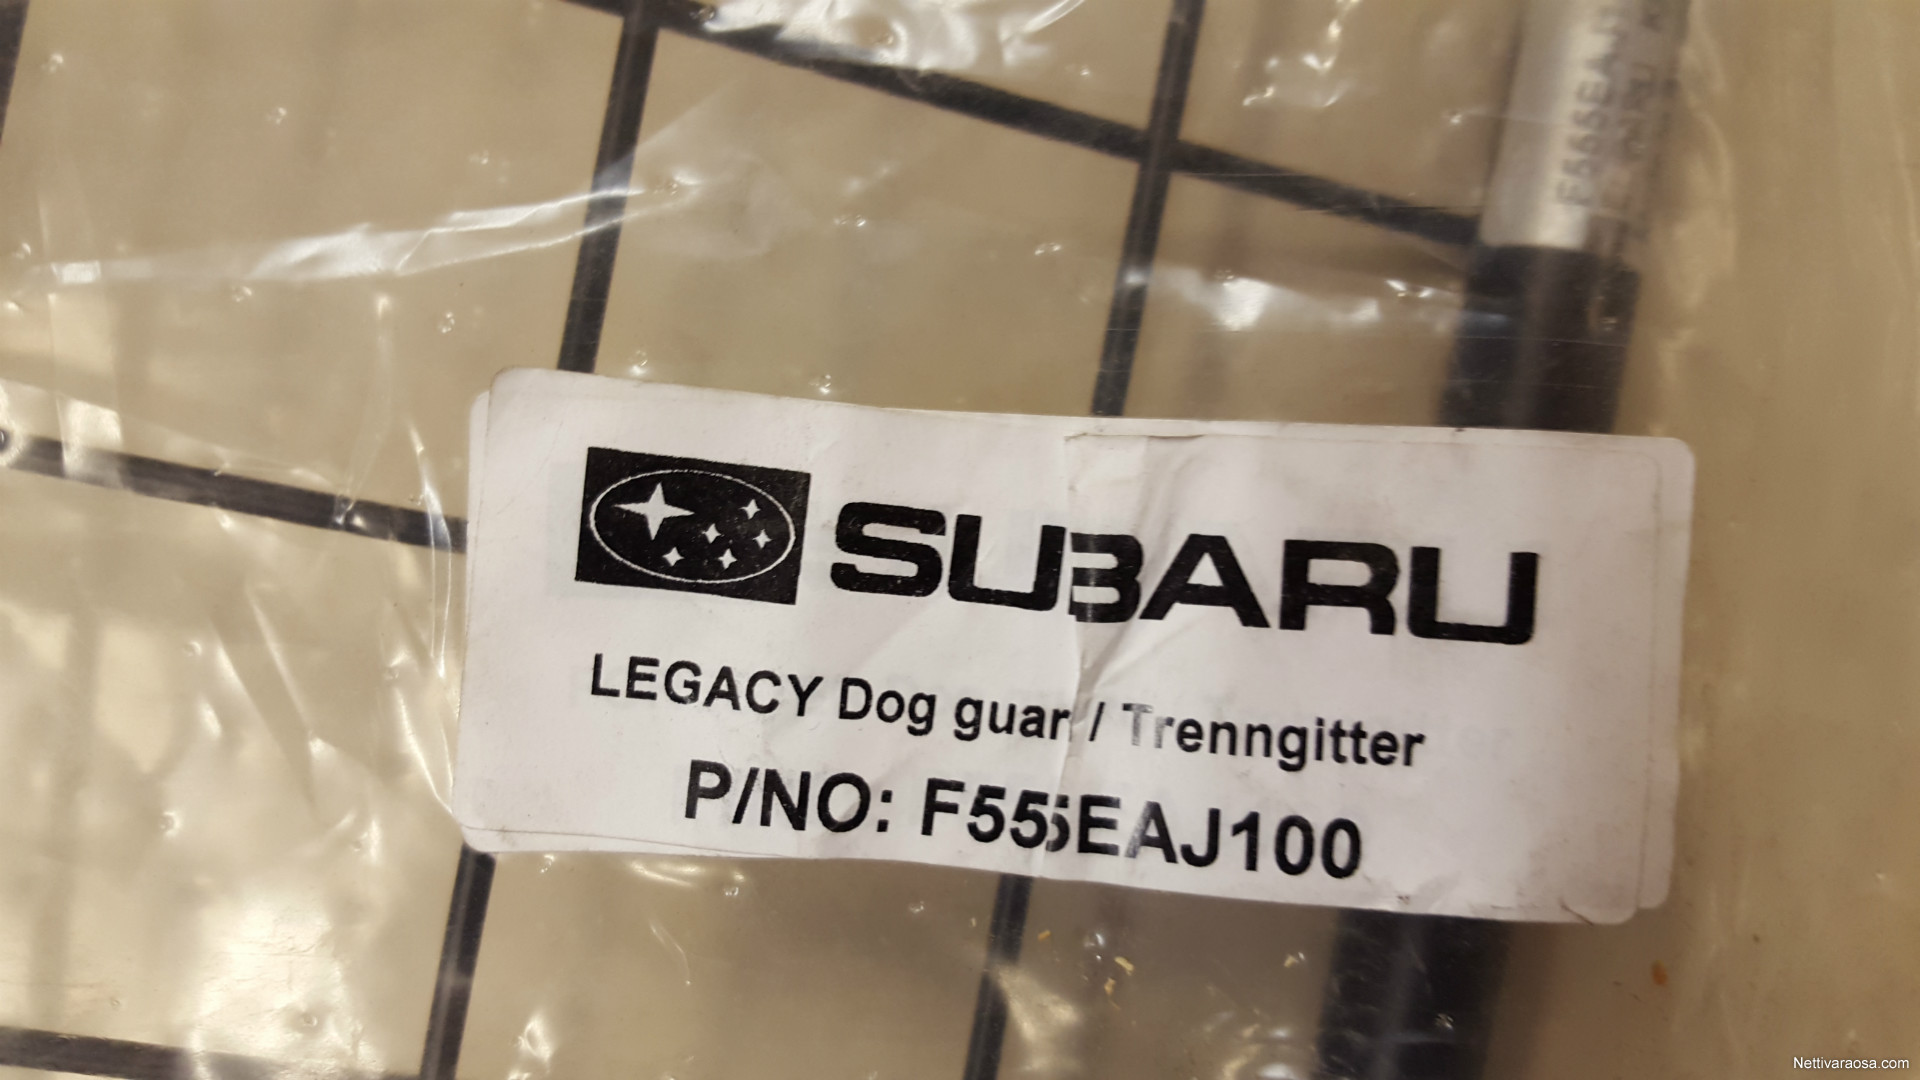 SUBARU
LEGACY Dog guar / Trenngitter
P/NO: F555EAJ100
Nettivaraosa.com